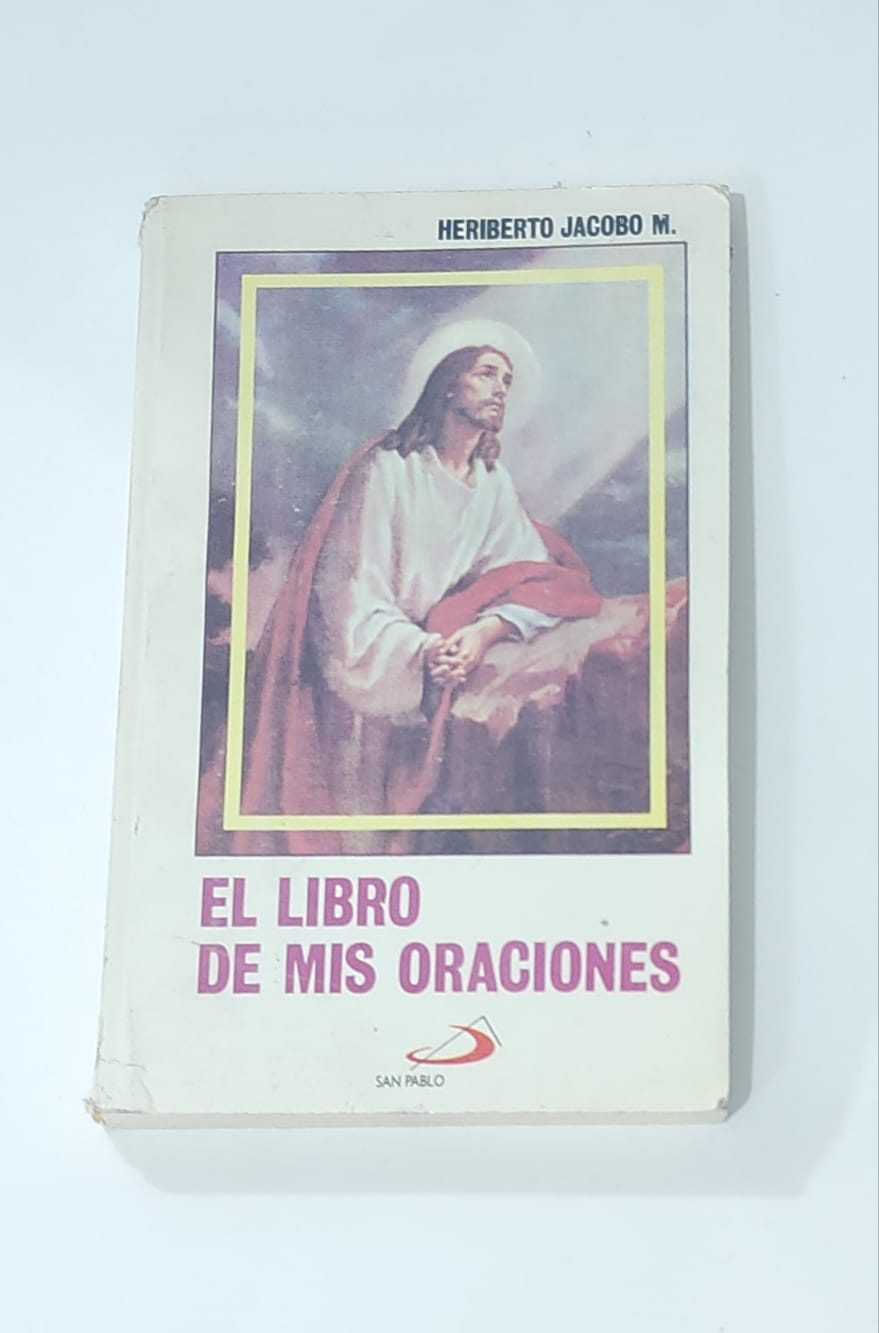 HERIBERTO JACOBO M.
EL LIBRO
DE MIS ORACIONES
SAN PABLO